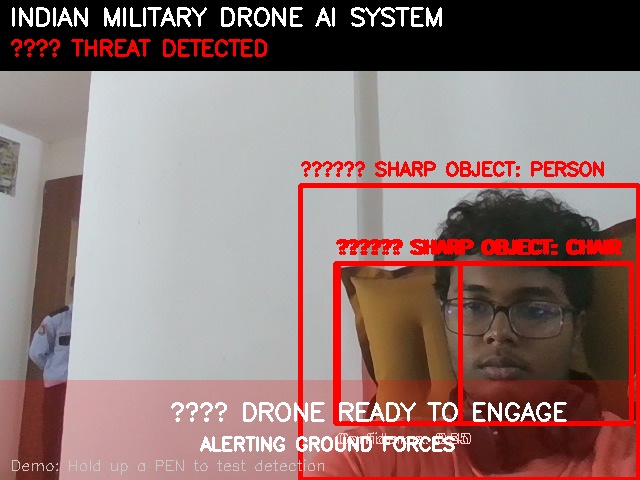 INDIAN MILITARY DRONE AI SYSTEM
???? THREAT DETECTED
?????? SHARP OBJECT: PERSON
?????? SHARP OBJECT: CHAIR
???? DRONE READY TO ENGAGE
ALERTING GROUND FORCES
Demo: Hold up a PEN to test detection